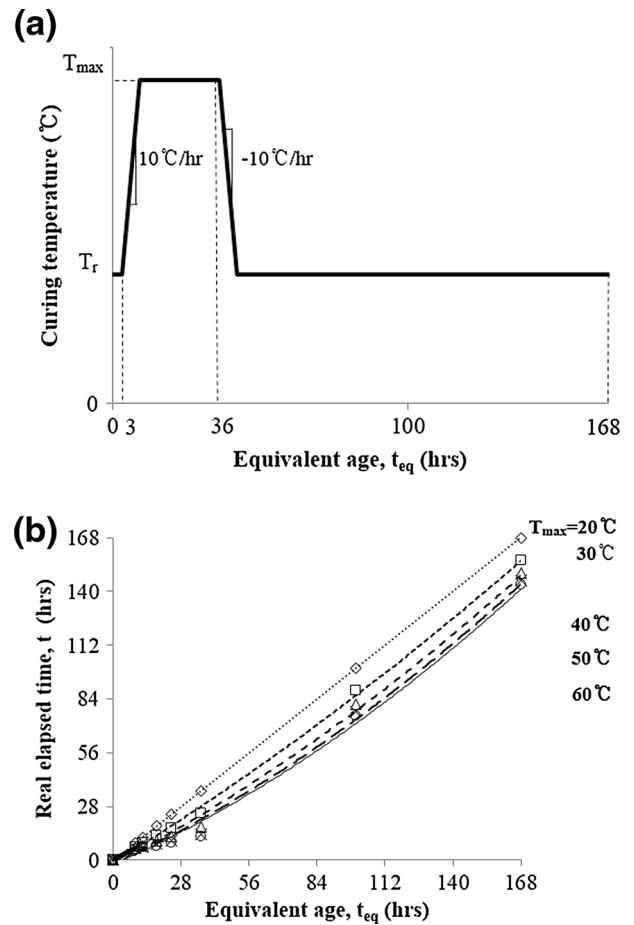 (a)
Curing temperature (℃)
Tmax
Tr
0
10℃/hr
-10℃/hr
0 3 36 100 168
Equivalent age, teq (hrs)
(b)
Real elapsed time, t (hrs)
168
140
112
84
56
28
0
Tmax=20℃
30℃
40℃
50℃
60℃
0 28 56 84 112 140 168
Equivalent age, teq (hrs)